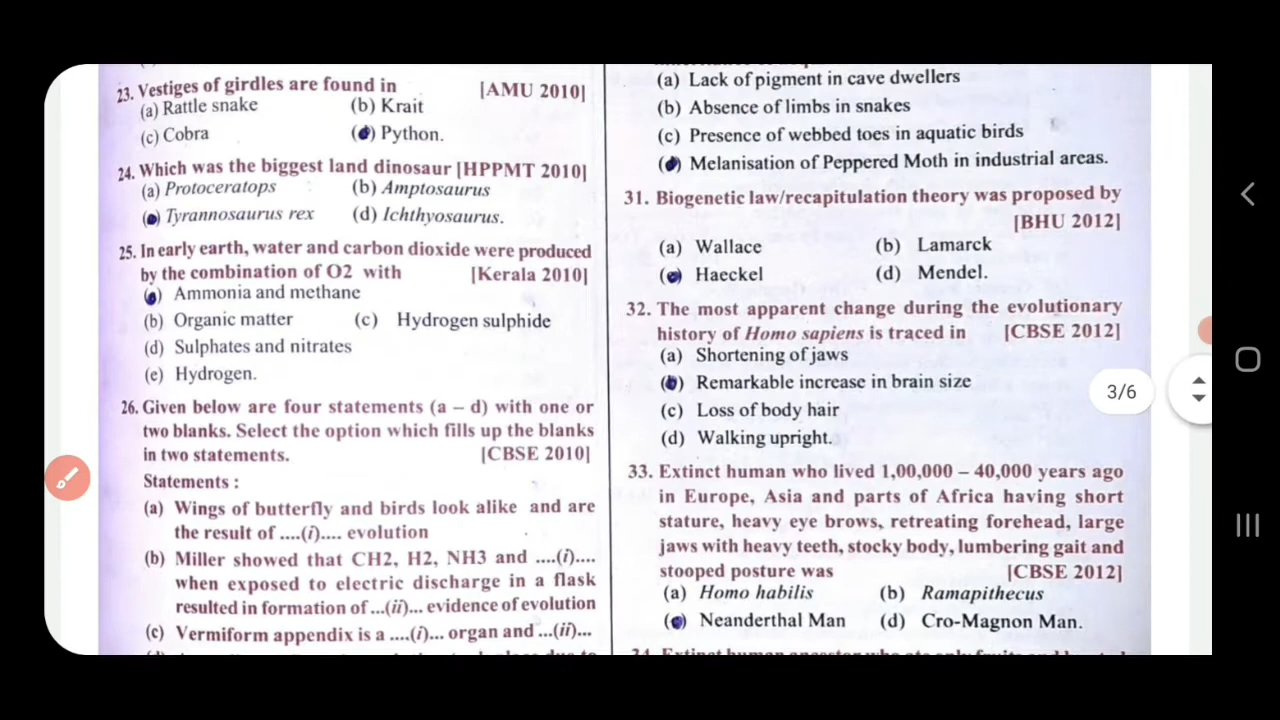 23. Vestiges of girdles are found in [AMU 2010]
(a) Rattle snake (b) Krait
(c) Cobra (d) Python.
24. Which was the biggest land dinosaur [HPPMT 2010]
(a) Protoceratops (b) Amptosaurus
(c) Tyrannosaurus rex (d) Ichthyosaurus.
25. In early earth, water and carbon dioxide were produced
by the combination of O2 with [Kerala 2010]
(a) Ammonia and methane
(b) Organic matter (c) Hydrogen sulphide
(d) Sulphates and nitrates
(e) Hydrogen.
26. Given below are four statements (a – d) with one or
two blanks. Select the option which fills up the blanks
in two statements. [CBSE 2010]
Statements :
(a) Wings of butterfly and birds look alike and are
the result of ....(i).... evolution
(b) Miller showed that CH2, H2, NH3 and ....(i)....
when exposed to electric discharge in a flask
resulted in formation of ...(ii)... evidence of evolution
(c) Vermiform appendix is a ....(i)... organ and ...(ii)...
(a) Lack of pigment in cave dwellers
(b) Absence of limbs in snakes
(c) Presence of webbed toes in aquatic birds
(d) Melanisation of Peppered Moth in industrial areas.
31. Biogenetic law/recapitulation theory was proposed by
[BHU 2012]
(a) Wallace (b) Lamarck
(c) Haeckel (d) Mendel.
32. The most apparent change during the evolutionary
history of Homo sapiens is traced in [CBSE 2012]
(a) Shortening of jaws
(b) Remarkable increase in brain size
(c) Loss of body hair
(d) Walking upright.
33. Extinct human who lived 1,00,000 – 40,000 years ago
in Europe, Asia and parts of Africa having short
stature, heavy eye brows, retreating forehead, large
jaws with heavy teeth, stocky body, lumbering gait and
stooped posture was [CBSE 2012]
(a) Homo habilis (b) Ramapithecus
(c) Neanderthal Man (d) Cro-Magnon Man.
3/6